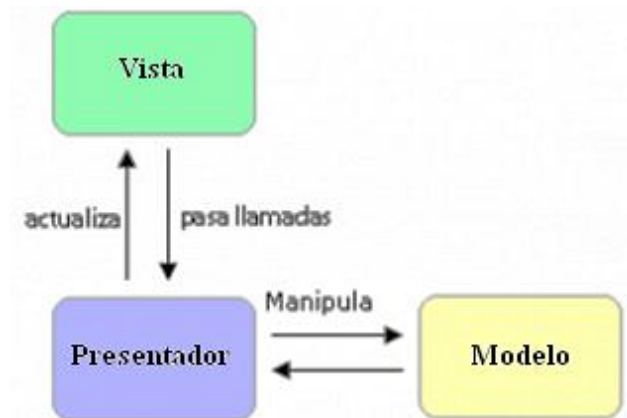 Vista
actualiza
pasa llamadas
Manipula
Presentador
Modelo